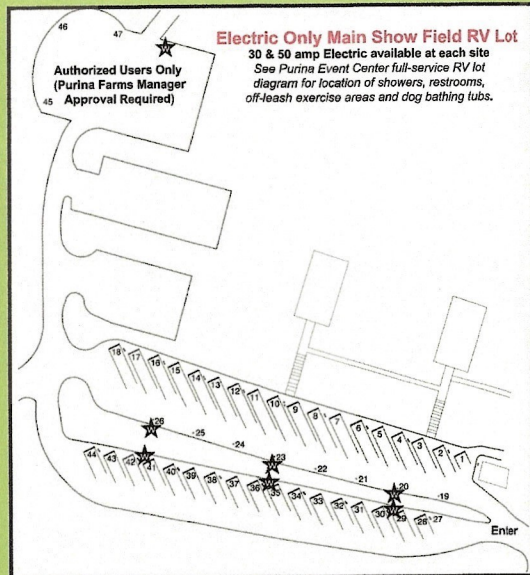 Electric Only Main Show Field RV Lot
30 & 50 amp Electric available at each site
See Purina Event Center full-service RV lot
diagram for location of showers, restrooms,
off-leash exercise areas and dog bathing tubs.
46
47
W
Authorized Users Only
(Purina Farms Manager
Approval Required)
45
18 17 16 15 14 13 12 11 10 9 8 7 6 5 4 3 2 1
W 26 -25 -24 W 23 -22 -21 W 20 -19
44 43 42 W 41 40 39 38 37 36 W 35 34 33 32 31 30 W 29 28 27
Enter